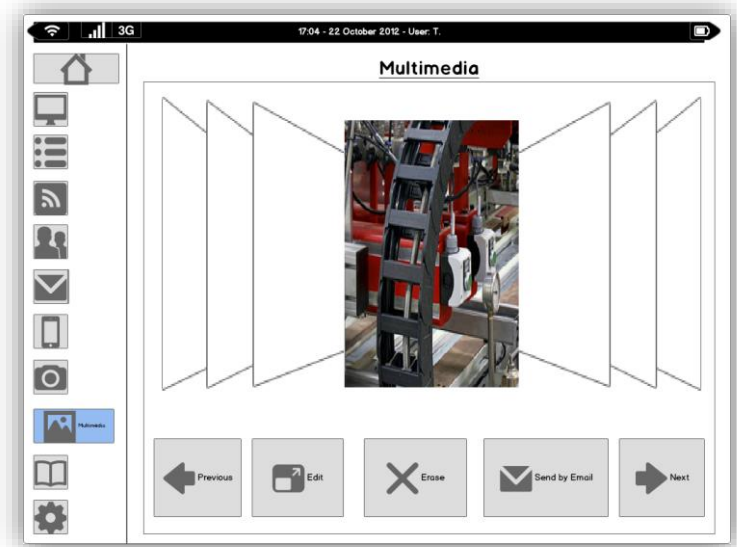 3G
17:04 - 22 October 2012 - User: T.
Multimedia
Multimedia
Previous
Edit
Erase
Send by Email
Next